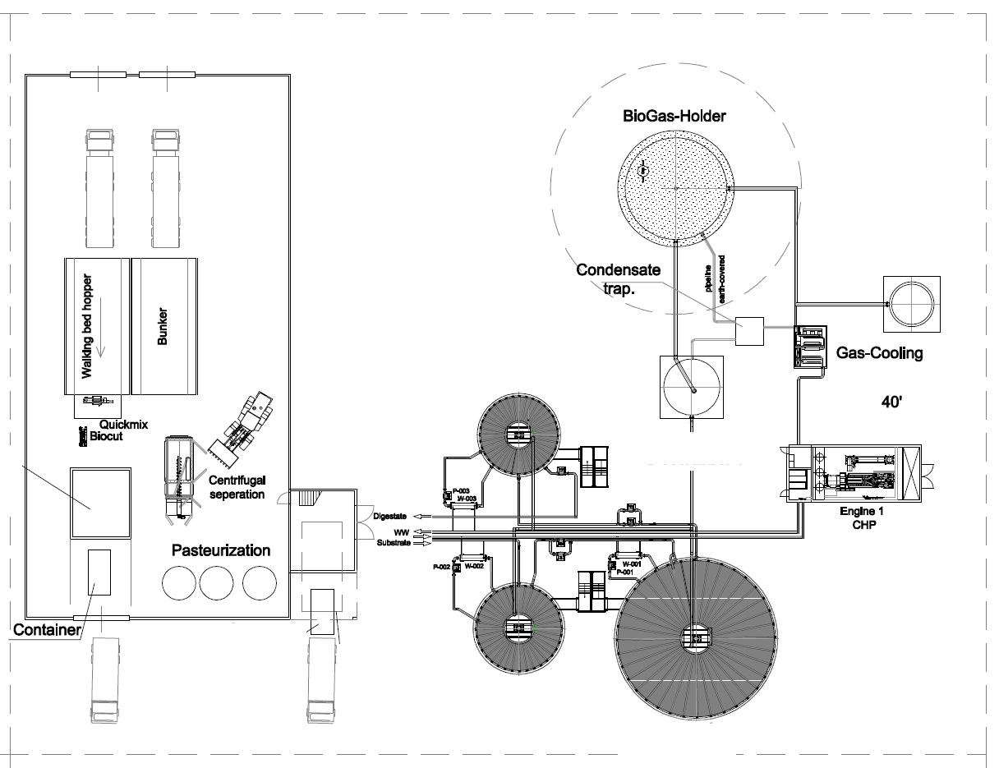 BioGas-Holder
Condensate
trap.
pipeline
earth-covered
Walking bed hopper
Bunker
Gas-Cooling
40'
Quickmix
Biocut
Centrifugal
seperation
P-003
W-003
Digestate
WW
Substrate
Engine 1
CHP
Pasteurization
P-002
W-002
W-001
P-001
Container